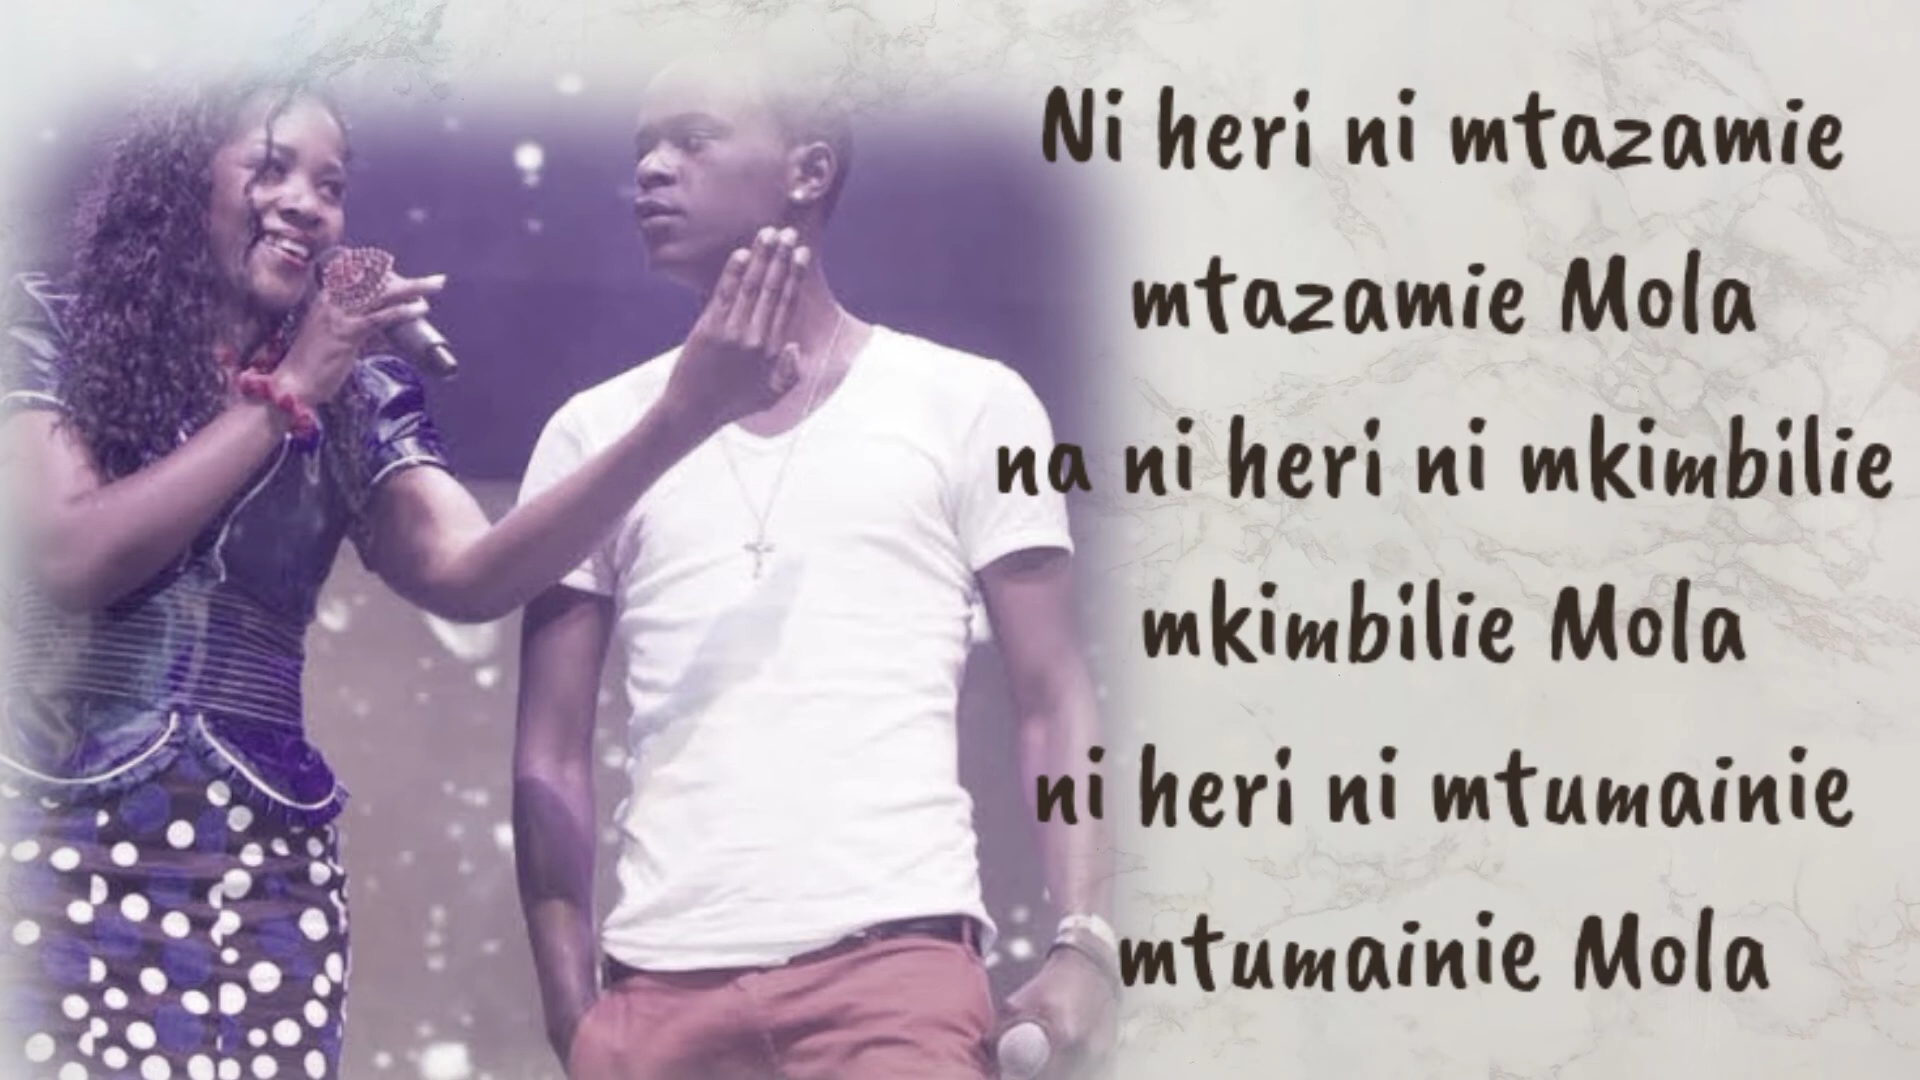 Ni heri ni mtazamie
mtazamie Mola
na ni heri ni mkimbilie
mkimbilie Mola
ni heri ni mtumainie
mtumainie Mola